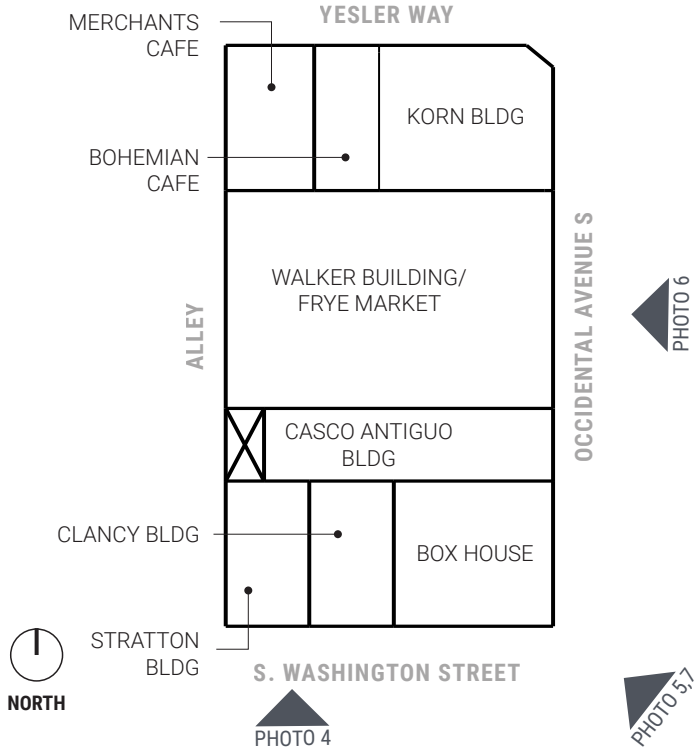 YESLER WAY
MERCHANTS
CAFE
KORN BLDG
BOHEMIAN
CAFE
WALKER BUILDING/
FRYE MARKET
ALLEY
OCCIDENTAL AVENUE S
PHOTO 6
CASCO ANTIGUO
BLDG
CLANCY BLDG
BOX HOUSE
STRATTON
BLDG
NORTH
S. WASHINGTON STREET
PHOTO 4
PHOTO 5,7